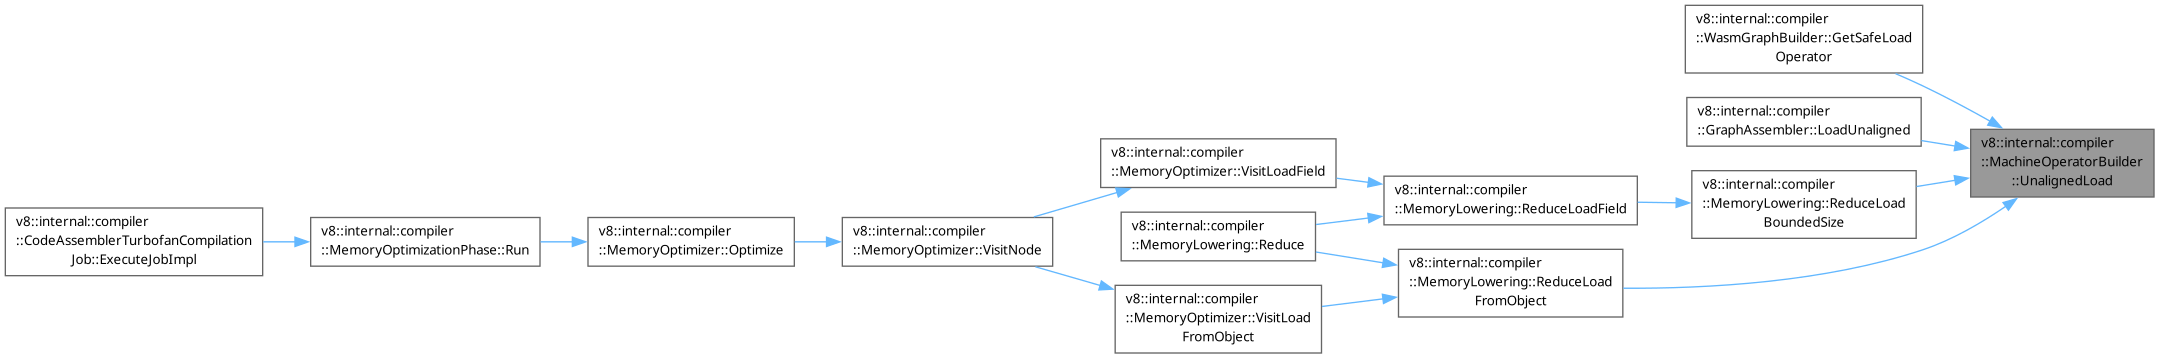 v8::internal::compiler
::WasmGraphBuilder::GetSafeLoad
Operator
v8::internal::compiler
::GraphAssembler::LoadUnaligned
v8::internal::compiler
::MachineOperatorBuilder
::UnalignedLoad
v8::internal::compiler
::MemoryOptimizer::VisitLoadField
v8::internal::compiler
::MemoryLowering::ReduceLoadField
v8::internal::compiler
::MemoryLowering::ReduceLoad
BoundedSize
v8::internal::compiler
::CodeAssemblerTurbofanCompilation
Job::ExecuteJobImpl
v8::internal::compiler
::MemoryOptimizationPhase::Run
v8::internal::compiler
::MemoryOptimizer::Optimize
v8::internal::compiler
::MemoryOptimizer::VisitNode
v8::internal::compiler
::MemoryLowering::Reduce
v8::internal::compiler
::MemoryLowering::ReduceLoad
FromObject
v8::internal::compiler
::MemoryOptimizer::VisitLoad
FromObject